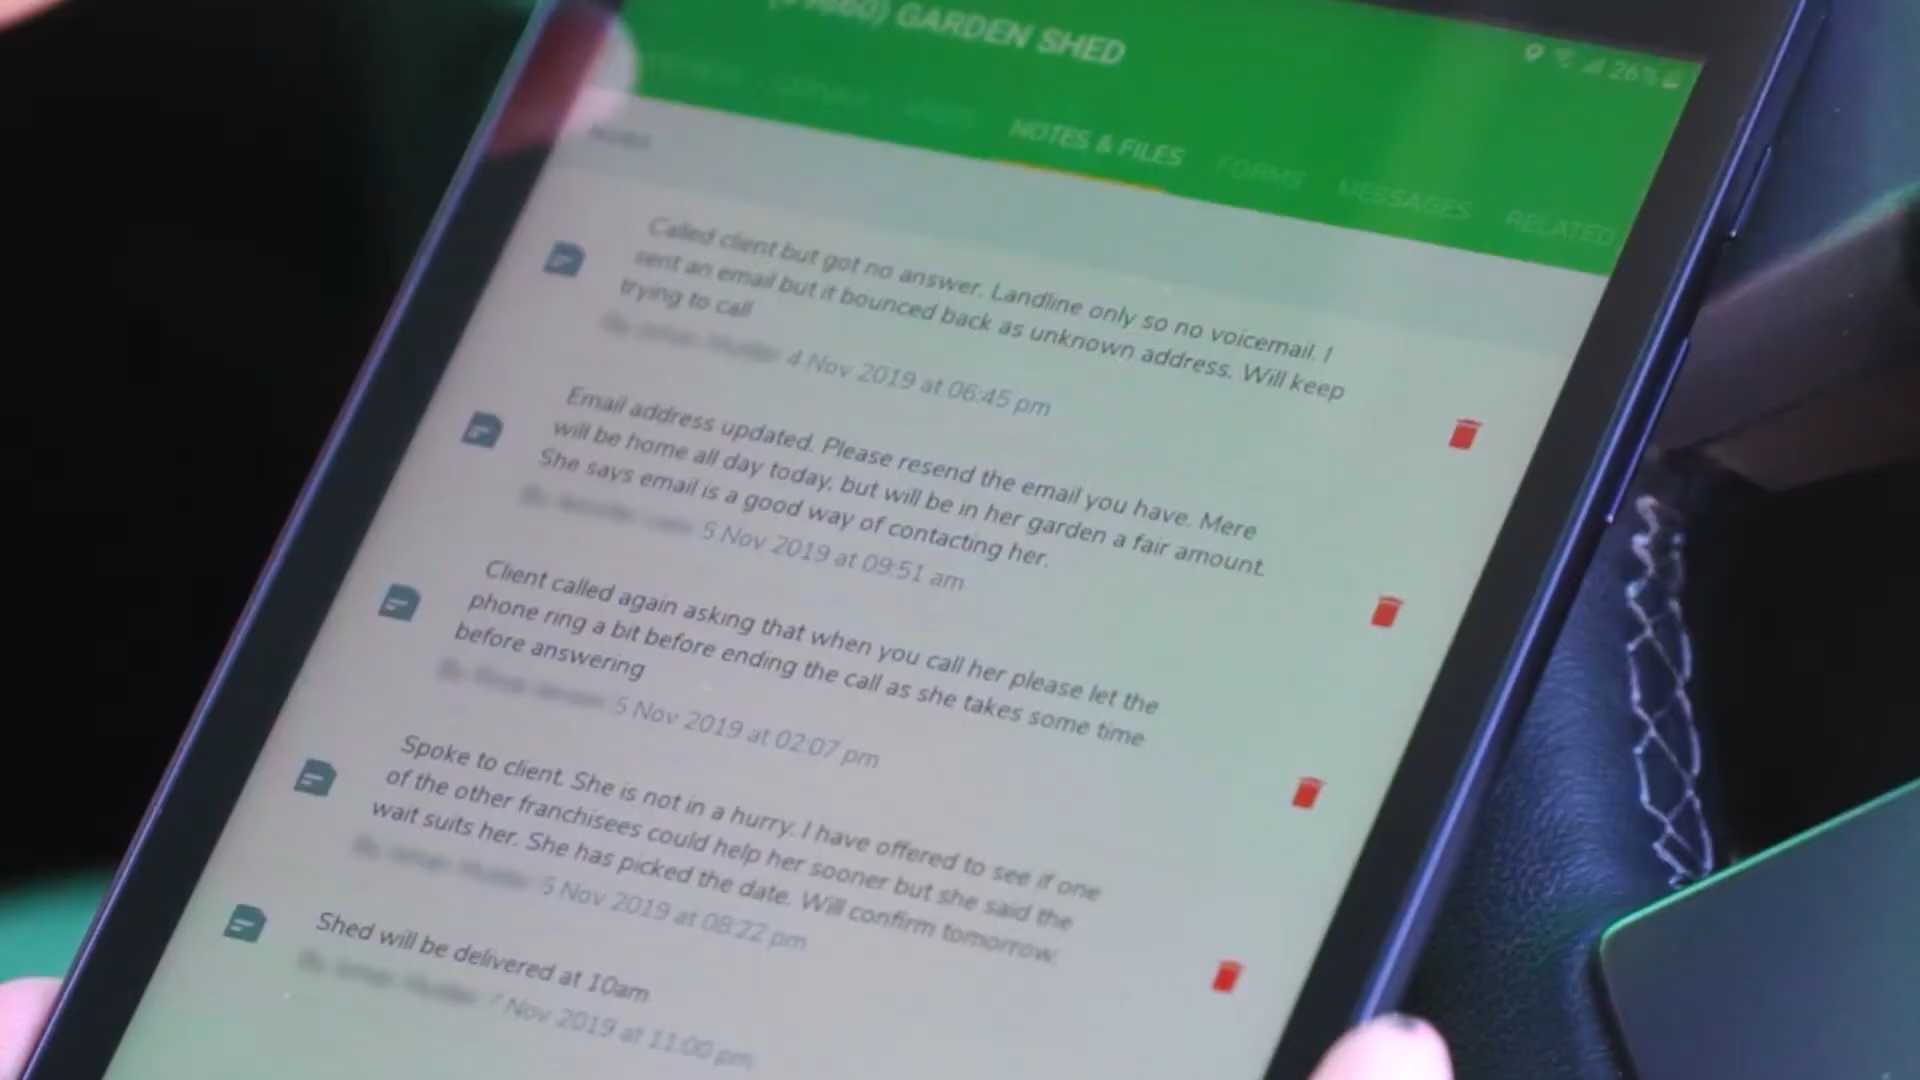 GARDEN SHED
26%
NOTES & FILES
FORMS
MESSAGES
RELATED
NOTES
Called client but got no answer. Landline only so no voicemail. I
sent an email but it bounced back as unknown address. Will keep
trying to call
4 Nov 2019 at 06:45 pm
Email address updated. Please resend the email you have. Mere
will be home all day today, but will be in her garden a fair amount.
She says email is a good way of contacting her.
5 Nov 2019 at 09:51 am
Client called again asking that when you call her please let the
phone ring a bit before ending the call as she takes some time
before answering
5 Nov 2019 at 02:07 pm
Spoke to client. She is not in a hurry. I have offered to see if one
of the other franchisees could help her sooner but she said the
wait suits her. She has picked the date. Will confirm tomorrow.
5 Nov 2019 at 08:22 pm
Shed will be delivered at 10am
7 Nov 2019 at 11:00 pm